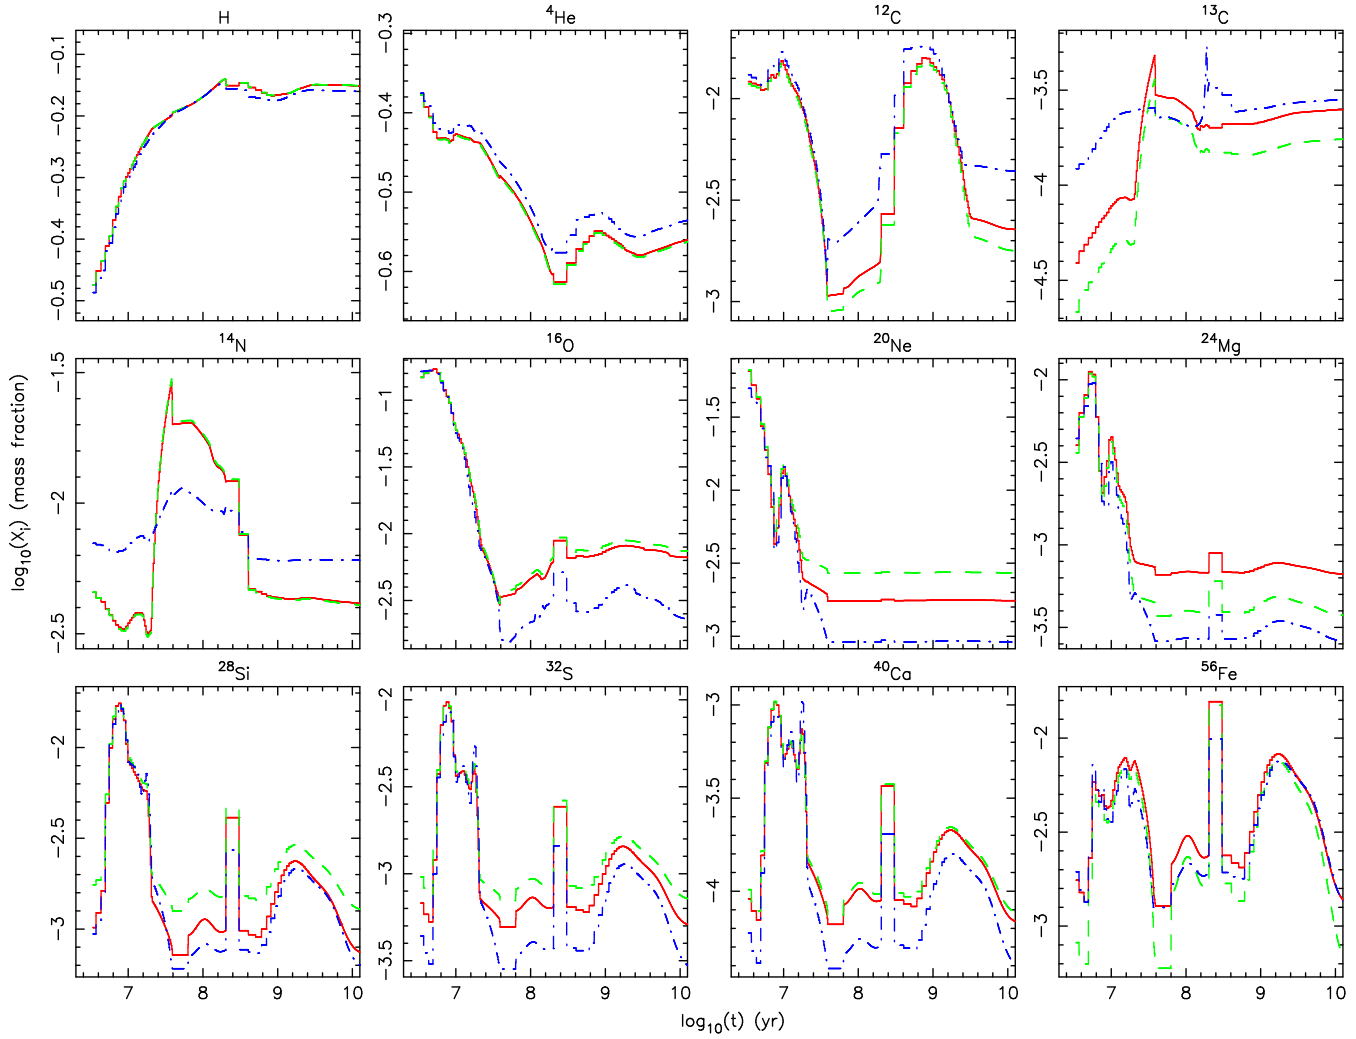 H
⁴He
¹²C
¹³C
−0.1
−0.2
−0.3
−0.4
−0.5
−0.3
−0.4
−0.5
−0.6
−2
−2.5
−3
−3.5
−4
−4.5
¹⁴N
¹⁶O
²⁰Ne
²⁴Mg
−1.5
−2
−2.5
−1
−1.5
−2
−2.5
−1.5
−2
−2.5
−3
−2
−2.5
−3
−3.5
log₁₀(Xᵢ) (mass fraction)
²⁸Si
³²S
⁴⁰Ca
⁵⁶Fe
−2
−2.5
−3
−2
−2.5
−3
−3.5
−3
−3.5
−4
−2
−2.5
−3
7 8 9 10
7 8 9 10
7 8 9 10
7 8 9 10
log₁₀(t) (yr)